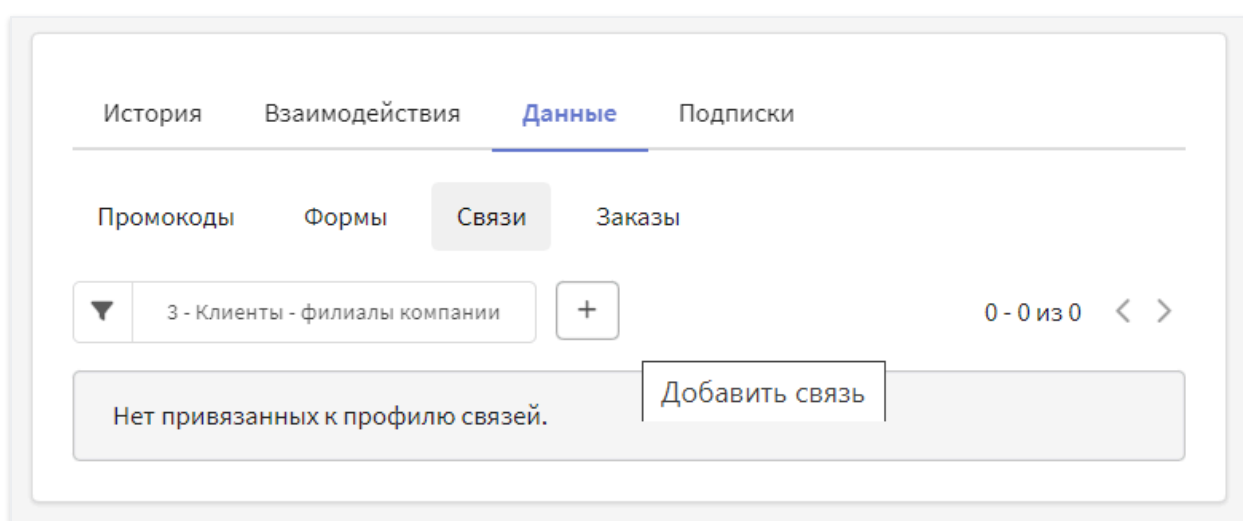 История Взаимодействия Данные Подписки
Промокоды Формы Связи Заказы
3 - Клиенты - филиалы компании + 0 - 0 из 0 < >
Добавить связь
Нет привязанных к профилю связей.